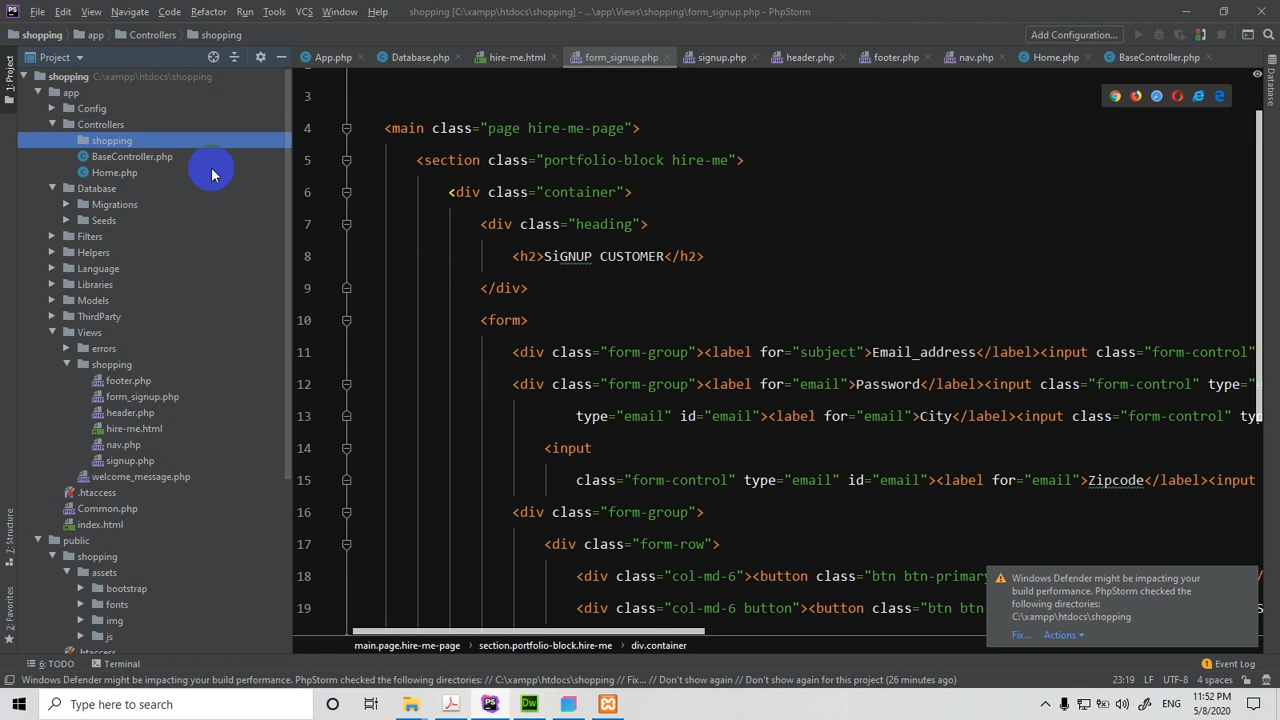 File Edit View Navigate Code Refactor Run Tools VCS Window Help shopping [C:\xampp\htdocs\shopping] - ...\app\Views\shopping\form_signup.php - PhpStorm
shopping app Controllers shopping Add Configuration...
Project App.php Database.php hire-me.html form_signup.php signup.php header.php footer.php nav.php Home.php BaseController.php
1: Project
Database
shopping C:\xampp\htdocs\shopping
app
Config
Controllers
shopping
BaseController.php
Home.php
Database
Migrations
Seeds
Filters
Helpers
Language
Libraries
Models
ThirdParty
Views
errors
shopping
footer.php
form_signup.php
header.php
hire-me.html
nav.php
signup.php
welcome_message.php
.htaccess
Common.php
index.html
public
shopping
assets
bootstrap
fonts
img
js
.htaccess
7: Structure
2: Favorites
3
4 <main class="page hire-me-page">
5 <section class="portfolio-block hire-me">
6 <div class="container">
7 <div class="heading">
8 <h2>SiGNUP CUSTOMER</h2>
9 </div>
10 <form>
11 <div class="form-group"><label for="subject">Email_address</label><input class="form-control"
12 <div class="form-group"><label for="email">Password</label><input class="form-control" type="e
13 type="email" id="email"><label for="email">City</label><input class="form-control" typ
14 <input
15 class="form-control" type="email" id="email"><label for="email">Zipcode</label><input
16 <div class="form-group">
17 <div class="form-row">
18 <div class="col-md-6"><button class="btn btn-primary
19 <div class="col-md-6 button"><button class="btn btn-
Windows Defender might be impacting your
build performance. PhpStorm checked the
following directories:
C:\xampp\htdocs\shopping
Fix... Actions
main.page.hire-me-page section.portfolio-block.hire-me div.container
6: TODO Terminal 1 Event Log
Windows Defender might be impacting your build performance. PhpStorm checked the following directories: // C:\xampp\htdocs\shopping // Fix... // Don't show again // Don't show again for this project // Actions (26 minutes ago) 23:19 LF UTF-8 4 spaces
Type here to search PS Dw ENG 11:52 PM
5/8/2020